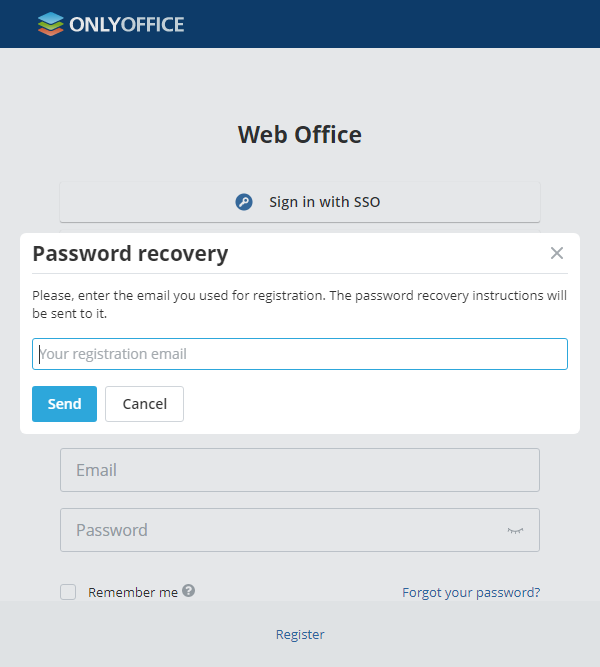 ONLYOFFICE
Web Office
Sign in with SSO
Password recovery
Please, enter the email you used for registration. The password recovery instructions will
be sent to it.
Your registration email
Send Cancel
Email
Password
Remember me ? Forgot your password?
Register